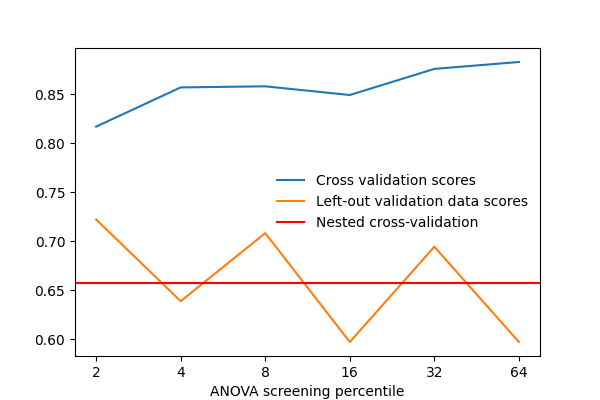 0.85
0.80
0.75
0.70
0.65
0.60
Cross validation scores
Left-out validation data scores
Nested cross-validation
2 4 8 16 32 64
ANOVA screening percentile